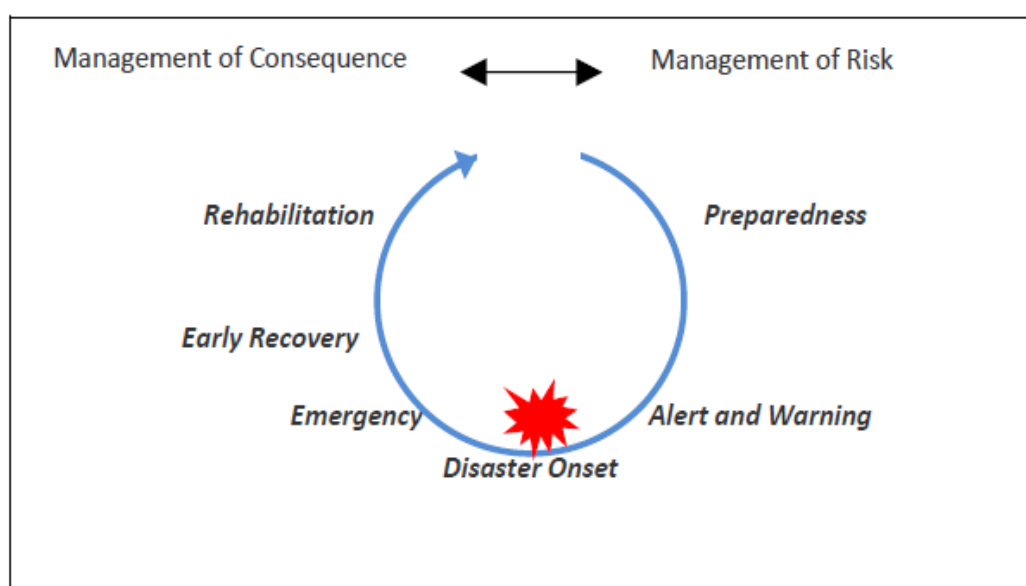 Management of Consequence
Management of Risk
Rehabilitation
Preparedness
Early Recovery
Emergency
Alert and Warning
Disaster Onset